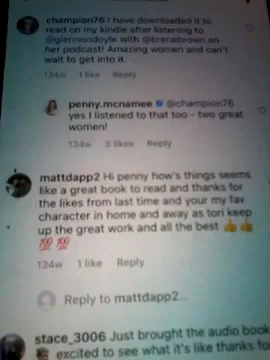 champion76 I have downloaded it to
read on my kindle after listening to
@glennondoyle with @brenebrown on
her podcast! Amazing women and can't
wait to get into it.
134w 1 like Reply
penny.mcnamee @champion76
yes I listened to that too - two great
women!
134w 3 likes Reply
mattdapp2 Hi penny how's things seems
like a great book to read and thanks for
the likes from last time and your my fav
character in home and away as tori keep
up the great work and all the best 👍👍
💯💯
134w 1 like Reply
Reply to mattdapp2...
stace_3006 Just brought the audio book
excited to see what it's like thanks for